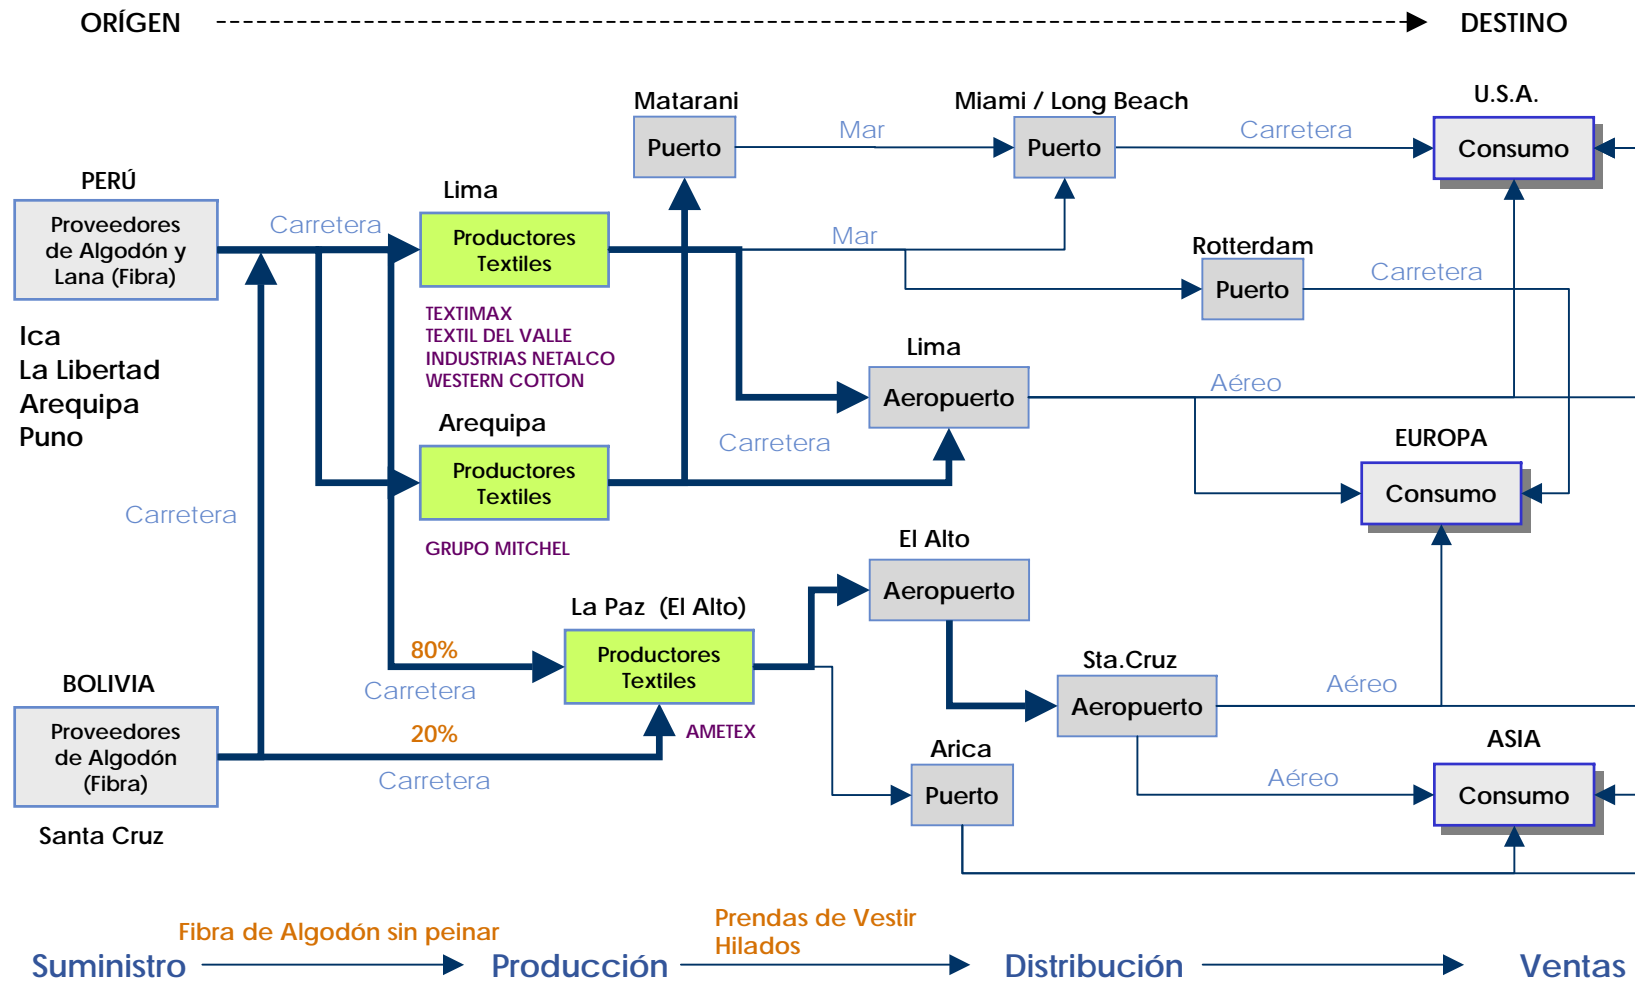 ORÍGEN
DESTINO
Matarani
Puerto
Mar
Miami / Long Beach
Puerto
Carretera
U.S.A.
Consumo
PERÚ
Proveedores
de Algodón y
Lana (Fibra)
Ica
La Libertad
Arequipa
Puno
Carretera
Lima
Productores
Textiles
TEXTIMAX
TEXTIL DEL VALLE
INDUSTRIAS NETALCO
WESTERN COTTON
Mar
Rotterdam
Puerto
Carretera
Lima
Aeropuerto
Aéreo
Arequipa
Productores
Textiles
GRUPO MITCHEL
Carretera
EUROPA
Consumo
Carretera
El Alto
Aeropuerto
La Paz  (El Alto)
Productores
Textiles
AMETEX
80%
Carretera
20%
Carretera
BOLIVIA
Proveedores
de Algodón
(Fibra)
Santa Cruz
Sta.Cruz
Aeropuerto
Aéreo
Arica
Puerto
Aéreo
ASIA
Consumo
Fibra de Algodón sin peinar
Prendas de Vestir
Hilados
Suministro
Producción
Distribución
Ventas